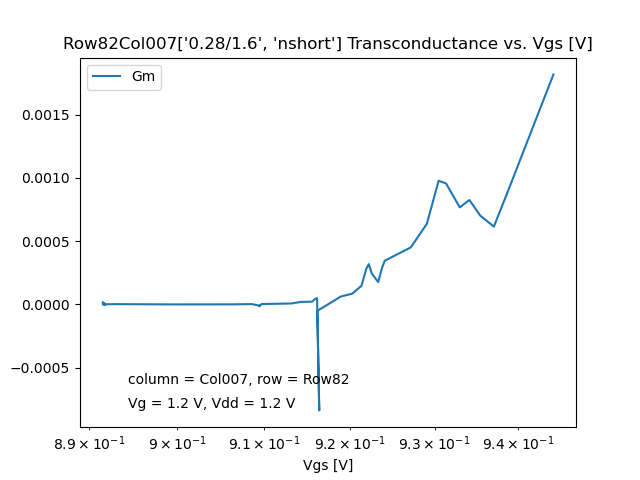 Row82Col007['0.28/1.6', 'nshort'] Transconductance vs. Vgs [V]
Gm
0.0015
0.0010
0.0005
0.0000
−0.0005
column = Col007, row = Row82
Vg = 1.2 V, Vdd = 1.2 V
8.9 × 10⁻¹ 9 × 10⁻¹ 9.1 × 10⁻¹ 9.2 × 10⁻¹ 9.3 × 10⁻¹ 9.4 × 10⁻¹
Vgs [V]